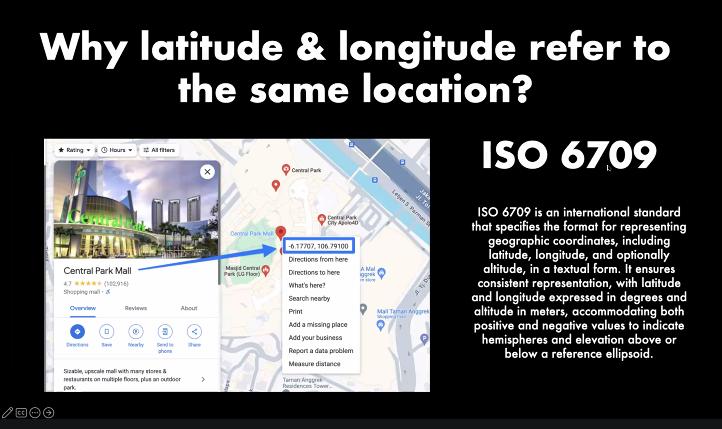 Why latitude & longitude refer to
the same location?
Rating
Hours
All filters
Central Park
Central Park
Central Park
City Apolo4D
Central Park Mall
-6.17707, 106.79100
Central Park Mall
4.7 (102,916)
Shopping mall
Masjid Central
Park (LG Floor)
Directions from here
Directions to here
What's here?
Search nearby
Print
Add a missing place
Add your business
Report a data problem
Measure distance
Overview
Reviews
About
Directions
Save
Nearby
Send to
phone
Share
Sizable, upscale mall with many stores &
restaurants on multiple floors, plus an outdoor
park.
Mall Taman Anggrek
Taman Anggrek
Residences Tower...
ISO 6709
ISO 6709 is an international standard
that specifies the format for representing
geographic coordinates, including
latitude, longitude, and optionally
altitude, in a textual form. It ensures
consistent representation, with latitude
and longitude expressed in degrees and
altitude in meters, accommodating both
positive and negative values to indicate
hemispheres and elevation above or
below a reference ellipsoid.
CC